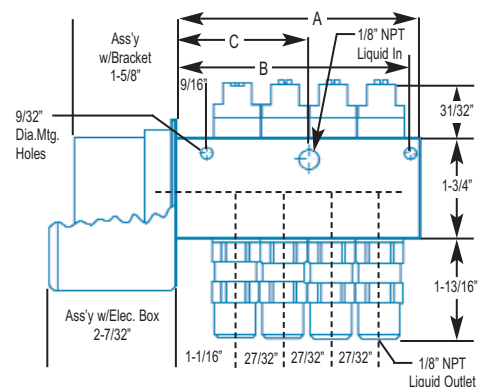 A
Ass'y
w/Bracket
1-5/8”
C
1/8” NPT
Liquid In
B
9/16”
31/32”
9/32”
Dia.Mtg.
Holes
1-3/4”
1-13/16”
Ass'y w/Elec. Box
2-7/32”
1-1/16”
27/32”
27/32”
27/32”
1/8” NPT
Liquid Outlet